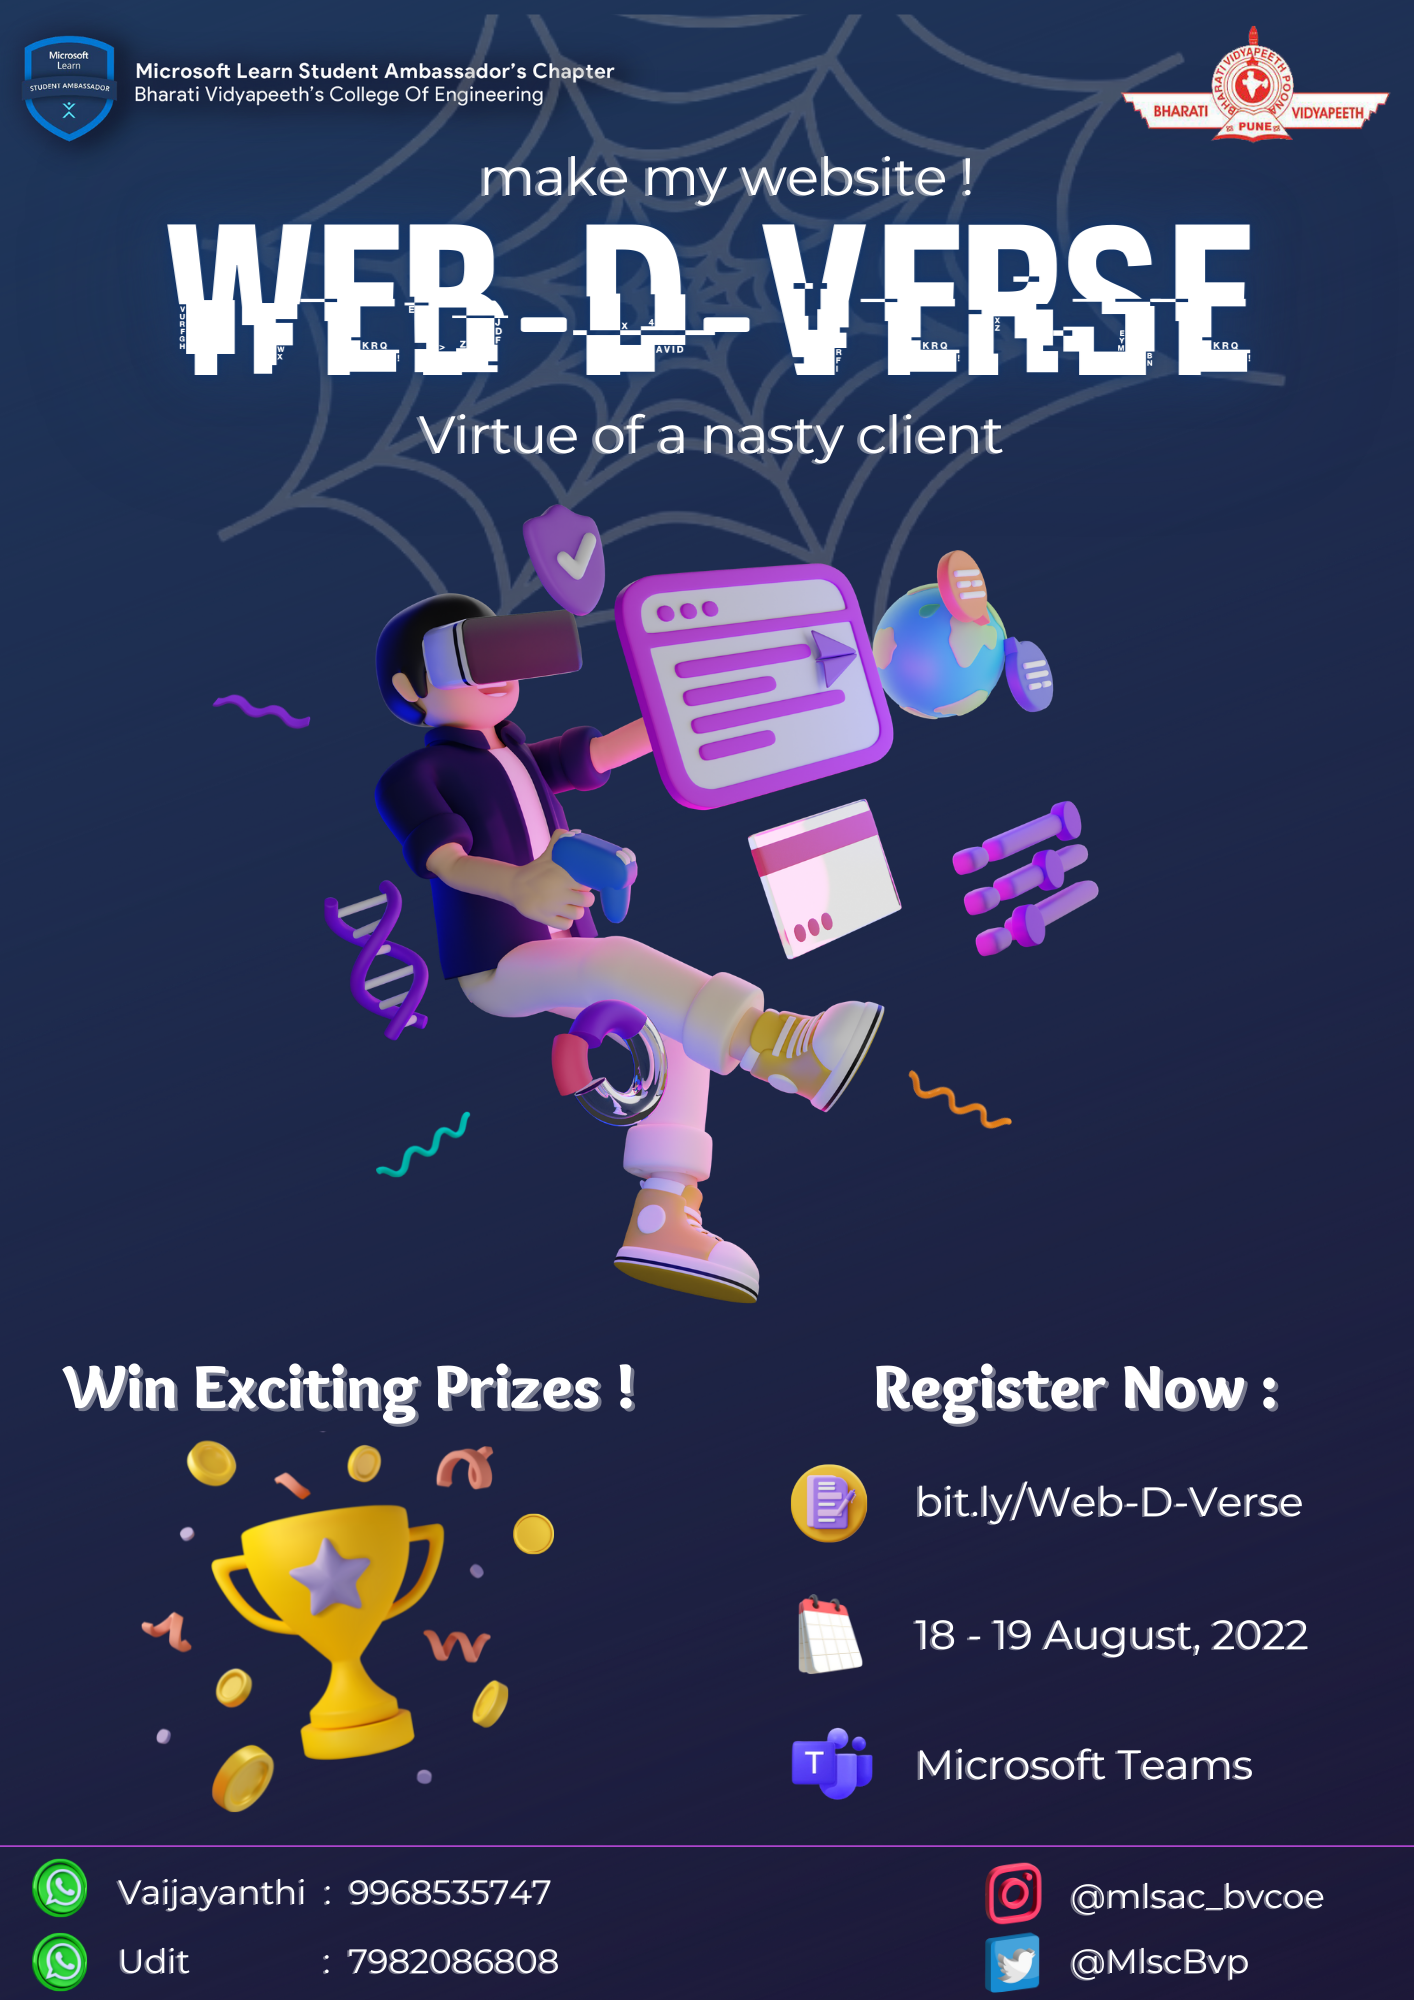 Microsoft
Learn
STUDENT AMBASSADOR
Microsoft Learn Student Ambassador's Chapter
Bharati Vidyapeeth's College Of Engineering
BHARATI VIDYAPEETH POONA
BHARATI VIDYAPEETH
PUNE
make my website !
WEB-D-VERSE
Virtue of a nasty client
Win Exciting Prizes !
Register Now :
bit.ly/Web-D-Verse
18 - 19 August, 2022
T
Microsoft Teams
Vaijayanthi : 9968535747
@mlsac_bvcoe
Udit : 7982086808
@MlscBvp